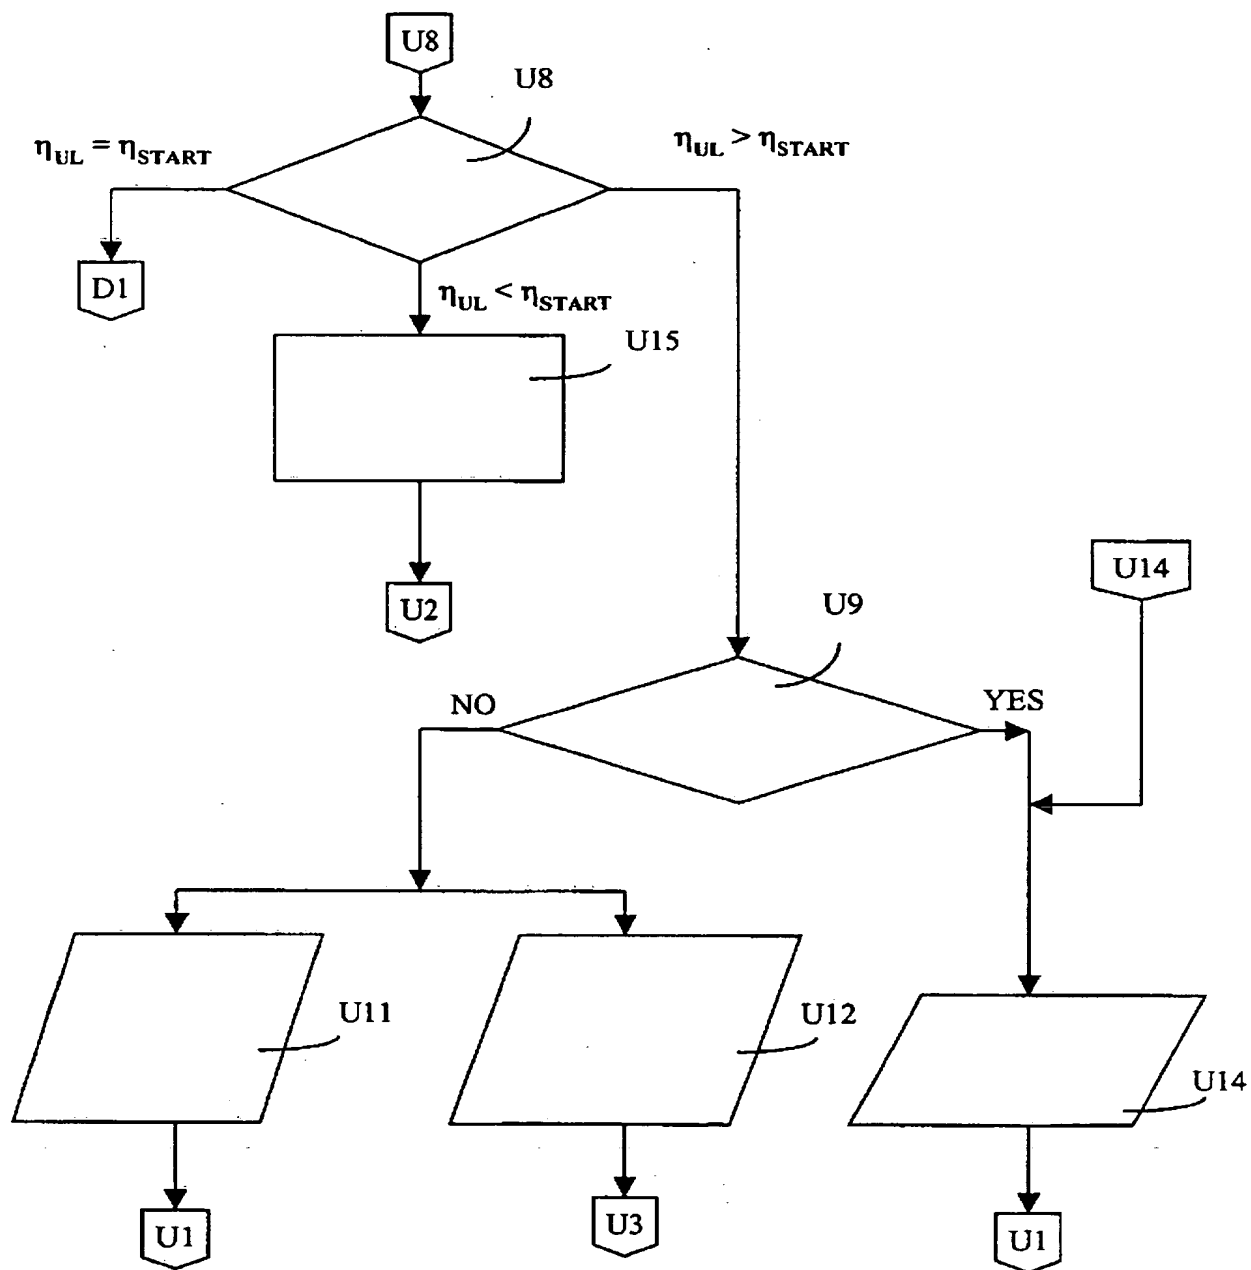 U8
U8
η_UL = η_START
η_UL > η_START
D1
η_UL < η_START
U15
U14
U2
U9
NO
YES
U11
U12
U14
U1
U3
U1